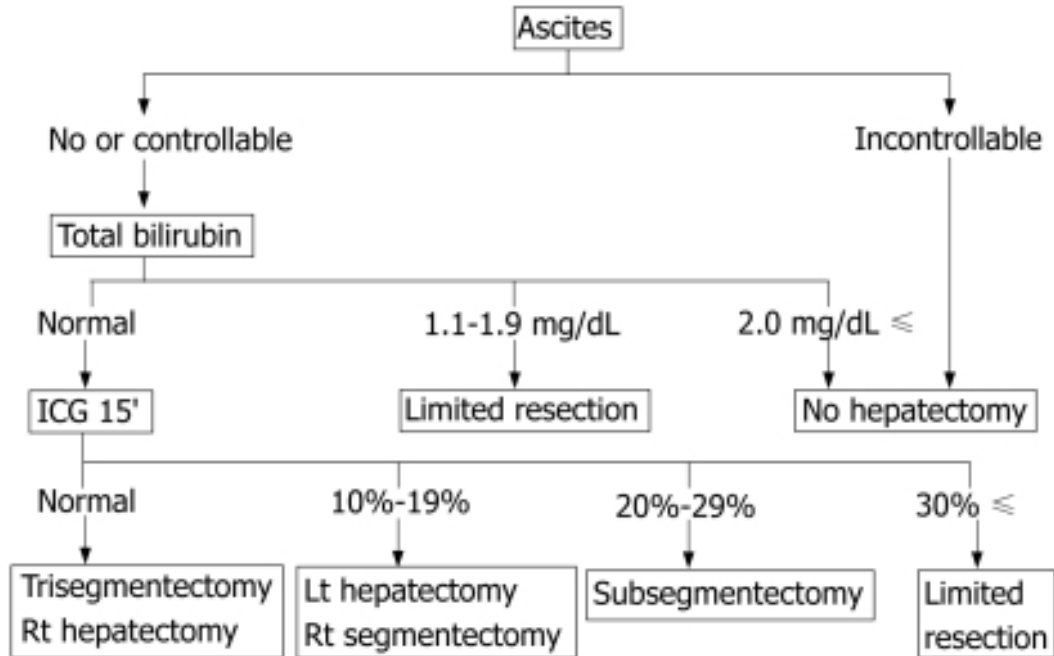 Ascites
No or controllable
Incontrollable
Total bilirubin
Normal
1.1-1.9 mg/dL
2.0 mg/dL ≤
ICG 15'
Limited resection
No hepatectomy
Normal
10%-19%
20%-29%
30% ≤
Trisegmentectomy
Rt hepatectomy
Lt hepatectomy
Rt segmentectomy
Subsegmentectomy
Limited
resection